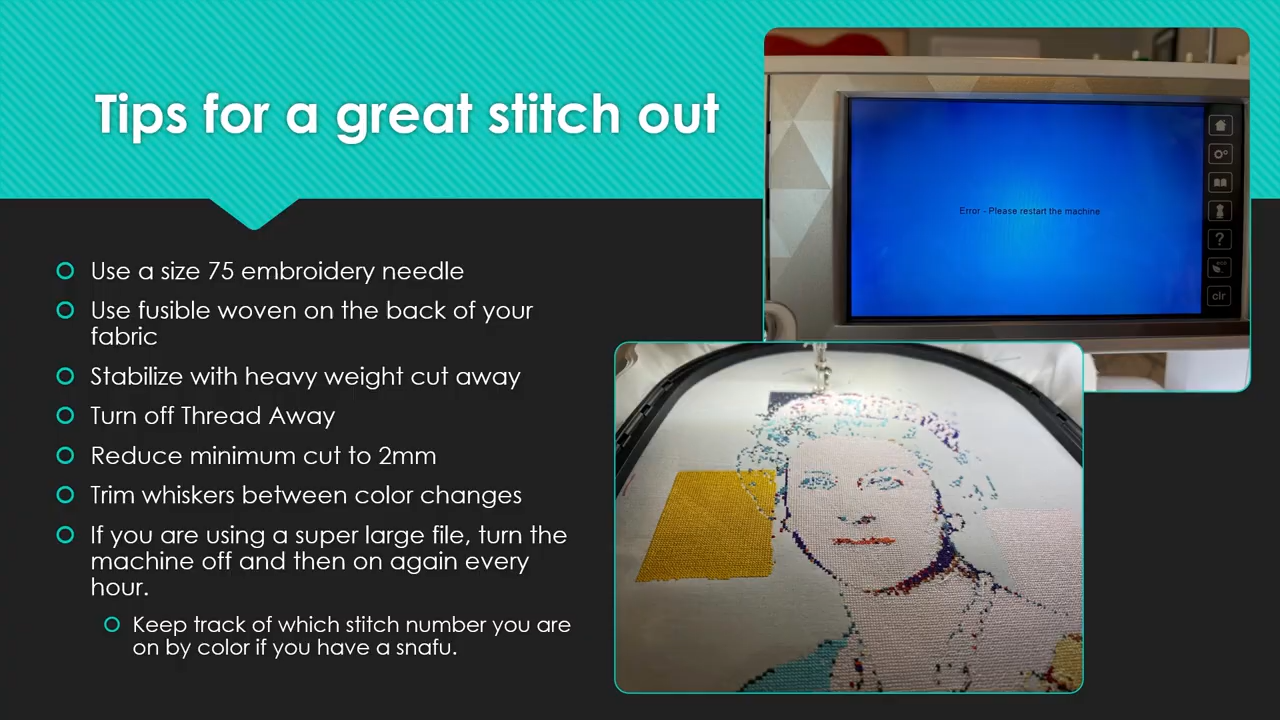 Tips for a great stitch out
Error - Please restart the machine
?
eco
clr
Use a size 75 embroidery needle
Use fusible woven on the back of your
fabric
Stabilize with heavy weight cut away
Turn off Thread Away
Reduce minimum cut to 2mm
Trim whiskers between color changes
If you are using a super large file, turn the
machine off and then on again every
hour.
Keep track of which stitch number you are
on by color if you have a snafu.